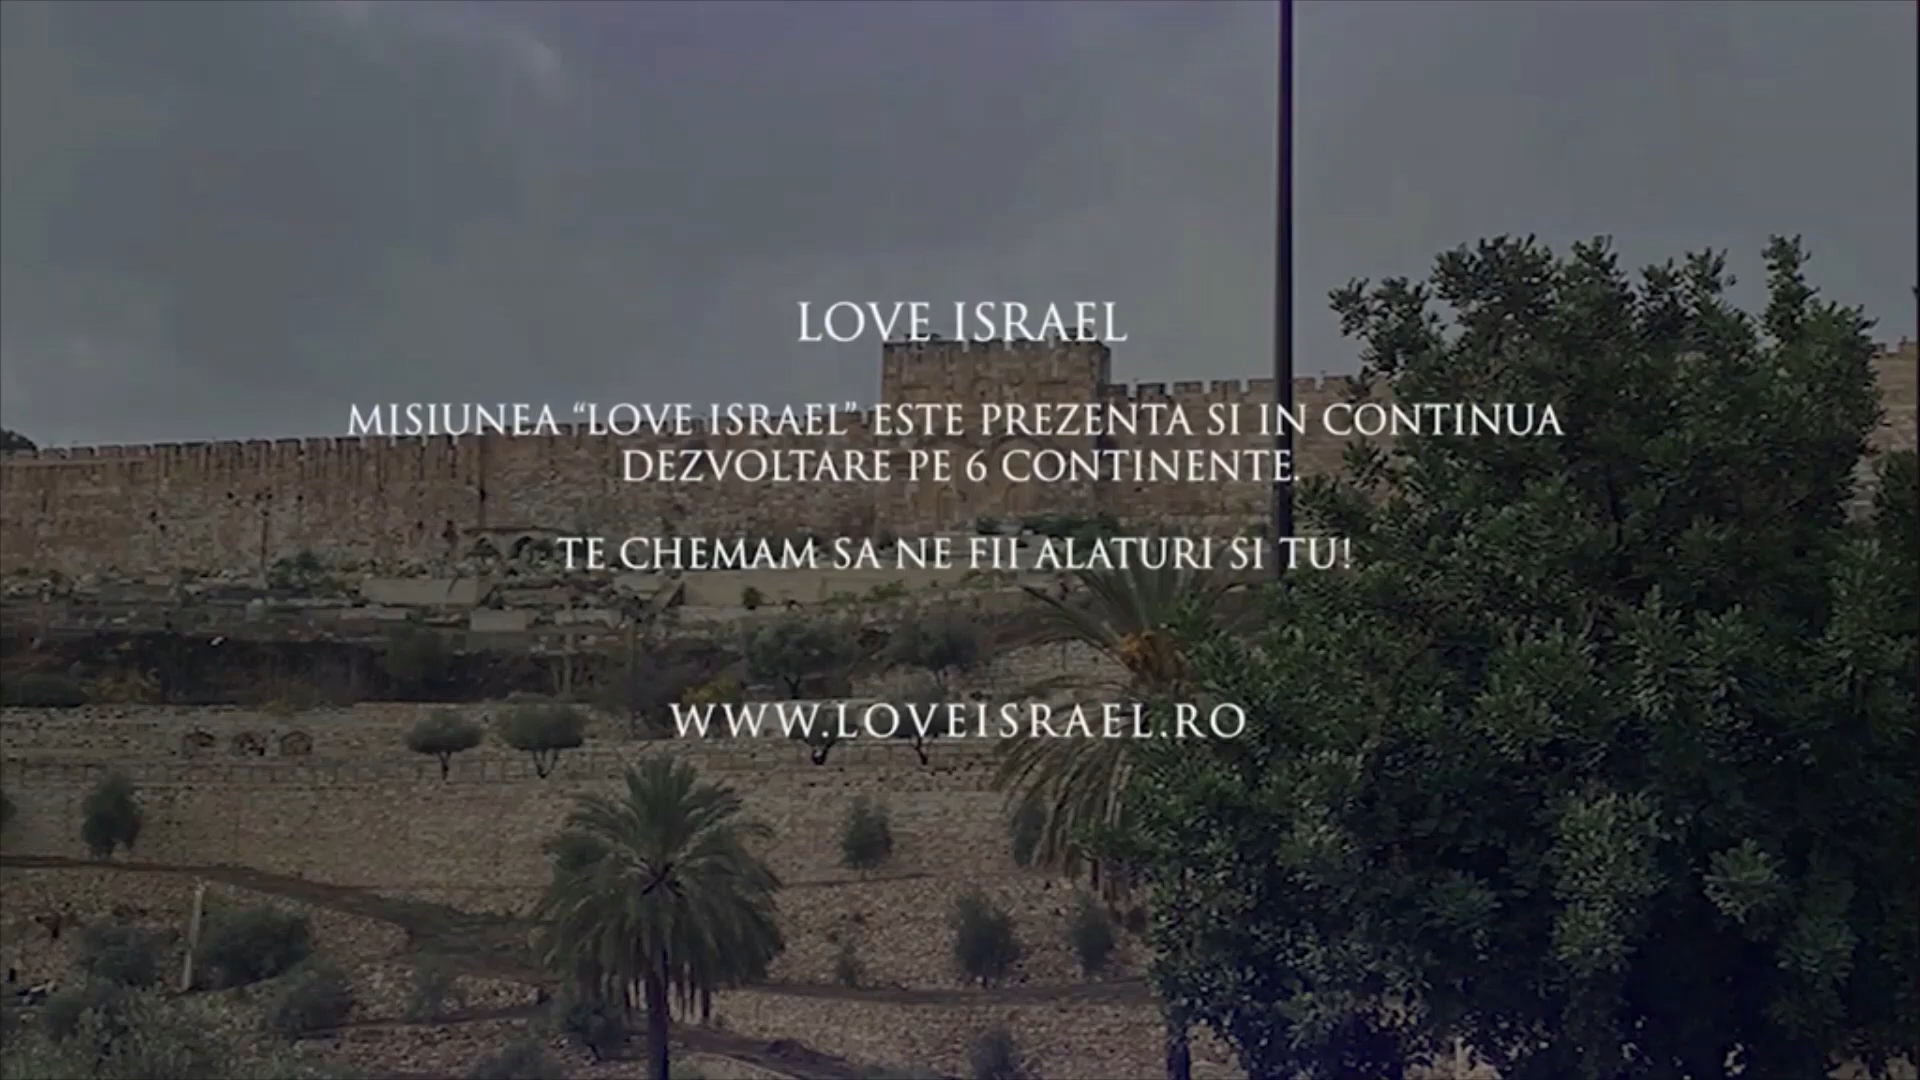 LOVE ISRAEL
MISIUNEA “LOVE ISRAEL” ESTE PREZENTA SI IN CONTINUA
DEZVOLTARE PE 6 CONTINENTE.
TE CHEMAM SA NE FII ALATURI SI TU!
WWW.LOVEISRAEL.RO